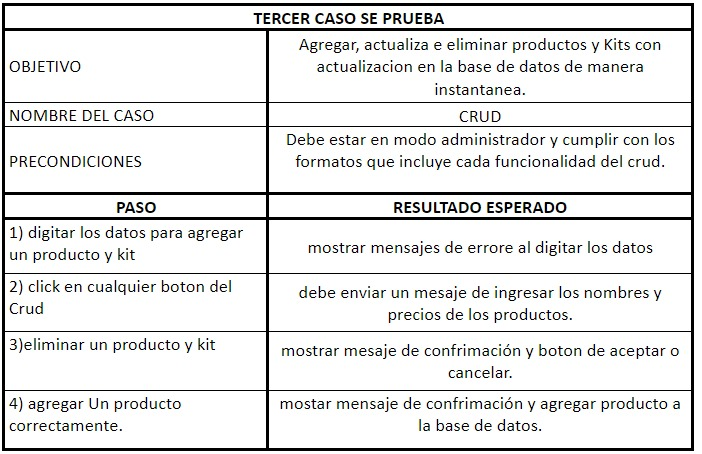 TERCER CASO SE PRUEBA
OBJETIVO
Agregar, actualiza e eliminar productos y Kits con
actualizacion en la base de datos de manera
instantanea.
NOMBRE DEL CASO
CRUD
PRECONDICIONES
Debe estar en modo administrador y cumplir con los
formatos que incluye cada funcionalidad del crud.
PASO
RESULTADO ESPERADO
1) digitar los datos para agregar
un producto y kit
mostrar mensajes de errore al digitar los datos
2) click en cualquier boton del
Crud
debe enviar un mesaje de ingresar los nombres y
precios de los productos.
3)eliminar un producto y kit
mostrar mesaje de confrimación y boton de aceptar o
cancelar.
4) agregar Un producto
correctamente.
mostar mensaje de confrimación y agregar producto a
la base de datos.